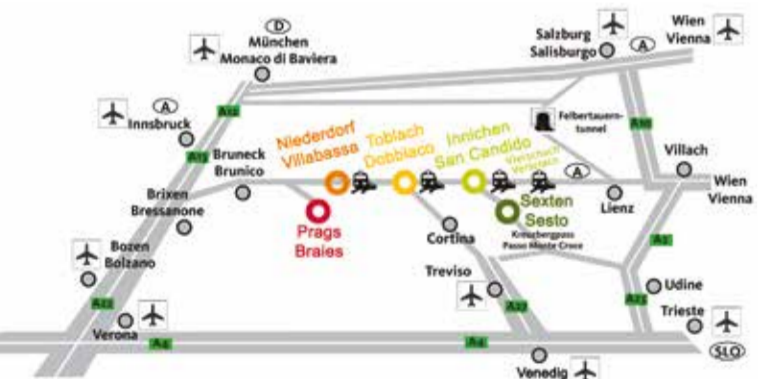 D
München
Monaco di Baviera
Salzburg
Salisburgo
A
Wien
Vienna
A
Innsbruck
A12
A13
Felbertauern-
tunnel
A10
Niederdorf
Villabassa
Toblach
Dobbiaco
Innichen
San Candido
Vierschach
Versciaco
A
Villach
Wien
Vienna
Bruneck
Brunico
Brixen
Bressanone
Lienz
Prags
Braies
Sexten
Sesto
Kreuzbergpass
Passo Monte Croce
Cortina
Bozen
Bolzano
A22
Treviso
A27
A2
A23
Udine
Trieste
SLO
Verona
A4
A4
Venedig